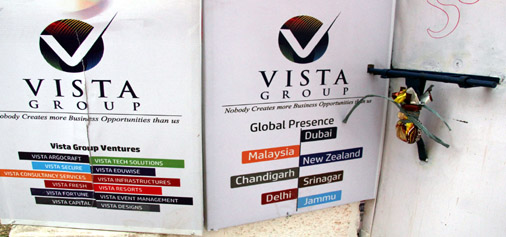 VISTA
GROUP
Nobody Creates more Business Opportunities than us
Vista Group Ventures
VISTA ARGOCRAFT
VISTA TECH SOLUTIONS
VISTA SECURE
VISTA EDUWISE
VISTA CONSULTANCY SERVICES
VISTA INFRASTRUCTURES
VISTA FRESH
VISTA RESORTS
VISTA FORTUNE
VISTA EVENT MANAGEMENT
VISTA CAPITAL
VISTA DESIGNS
VISTA
GROUP
Nobody Creates more Business Opportunities than us
Global Presence
Dubai
Malaysia
New Zealand
Chandigarh
Srinagar
Delhi
Jammu